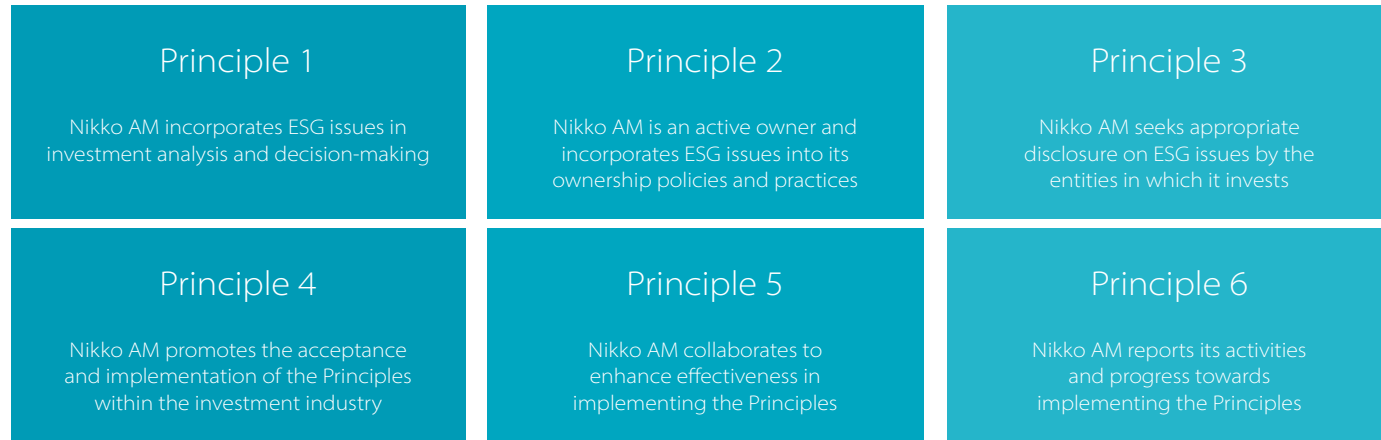 Principle 1
Nikko AM incorporates ESG issues in
investment analysis and decision-making
Principle 2
Nikko AM is an active owner and
incorporates ESG issues into its
ownership policies and practices
Principle 3
Nikko AM seeks appropriate
disclosure on ESG issues by the
entities in which it invests
Principle 4
Nikko AM promotes the acceptance
and implementation of the Principles
within the investment industry
Principle 5
Nikko AM collaborates to
enhance effectiveness in
implementing the Principles
Principle 6
Nikko AM reports its activities
and progress towards
implementing the Principles